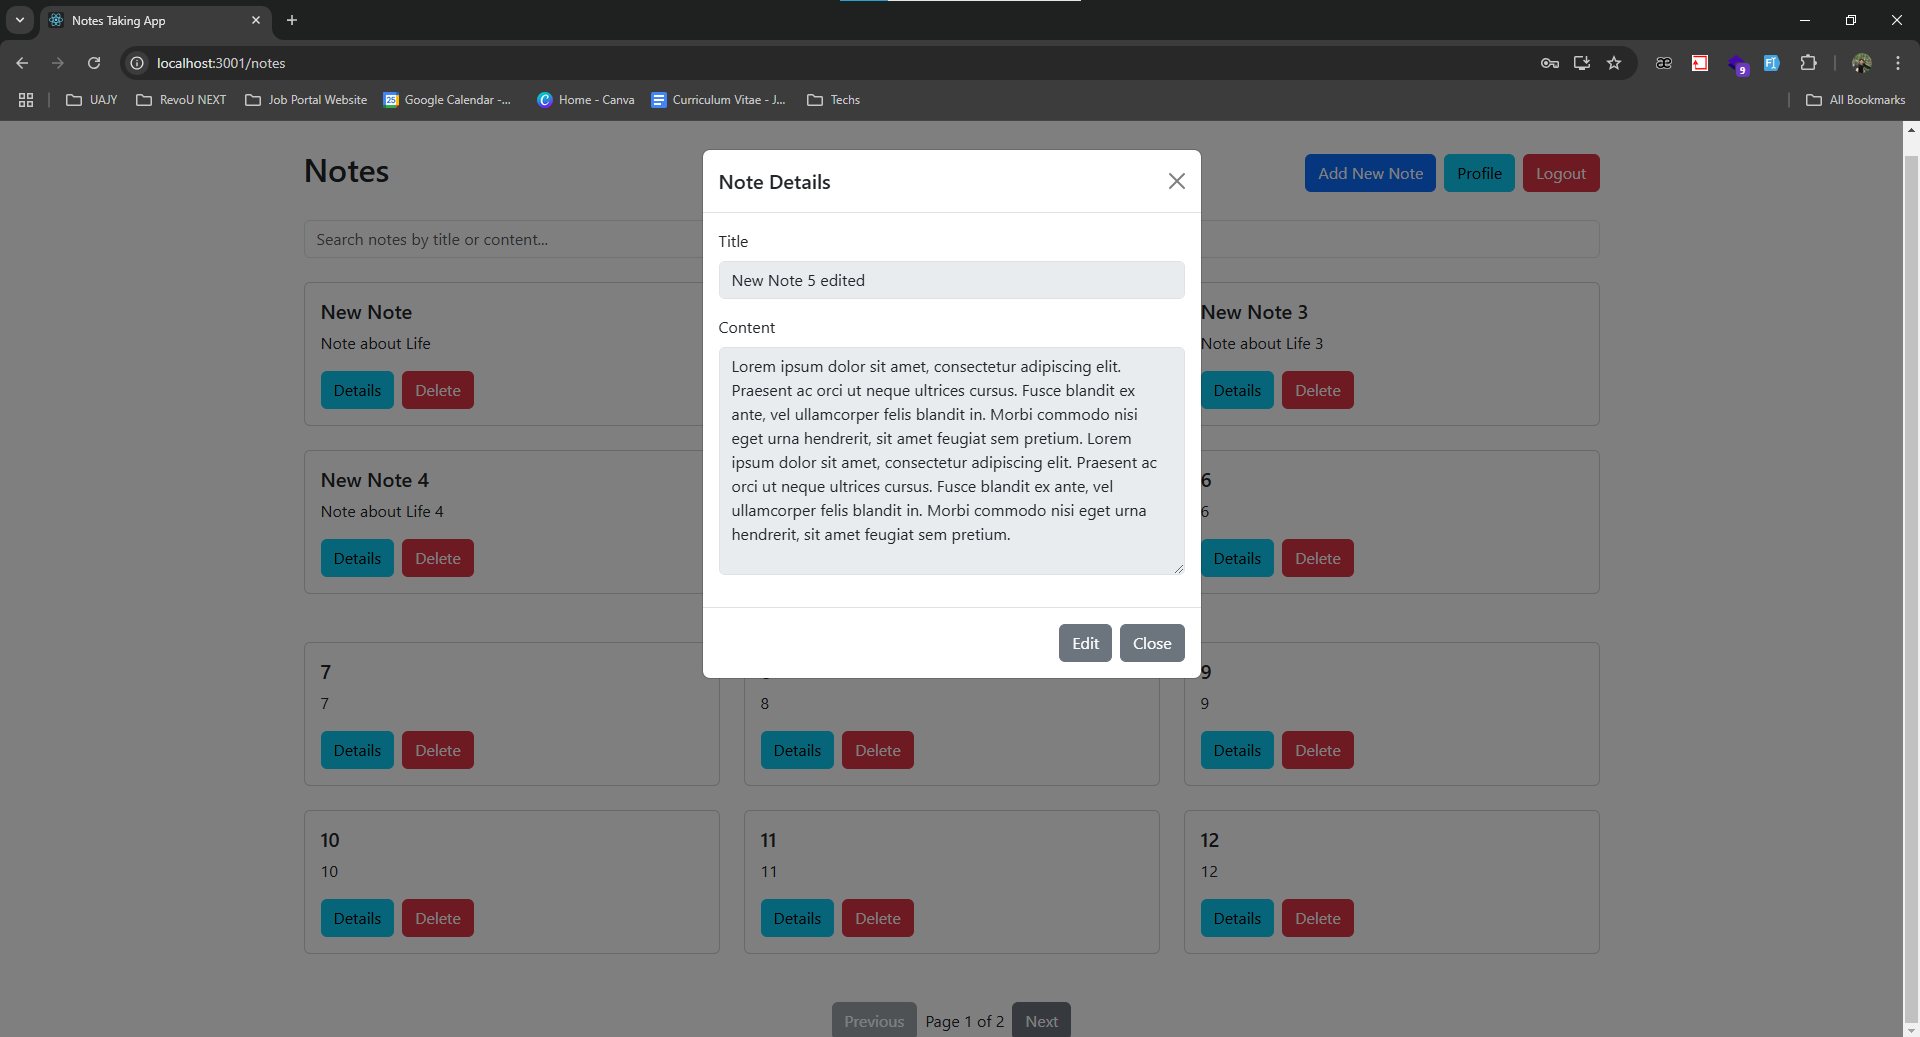 Notes Taking App
localhost:3001/notes
9
UAJY
RevoU NEXT
Job Portal Website
25
Google Calendar -...
Home - Canva
Curriculum Vitae - J...
Techs
All Bookmarks
Notes
Add New Note
Profile
Logout
Search notes by title or content...
New Note
Note about Life
Details
Delete
New Note 3
Note about Life 3
Details
Delete
New Note 4
Note about Life 4
Details
Delete
6
6
Details
Delete
Note Details
Title
New Note 5 edited
Content
Lorem ipsum dolor sit amet, consectetur adipiscing elit.
Praesent ac orci ut neque ultrices cursus. Fusce blandit ex
ante, vel ullamcorper felis blandit in. Morbi commodo nisi
eget urna hendrerit, sit amet feugiat sem pretium. Lorem
ipsum dolor sit amet, consectetur adipiscing elit. Praesent ac
orci ut neque ultrices cursus. Fusce blandit ex ante, vel
ullamcorper felis blandit in. Morbi commodo nisi eget urna
hendrerit, sit amet feugiat sem pretium.
Edit
Close
7
7
Details
Delete
8
Details
Delete
9
9
Details
Delete
10
10
Details
Delete
11
11
Details
Delete
12
12
Details
Delete
Previous
Page 1 of 2
Next